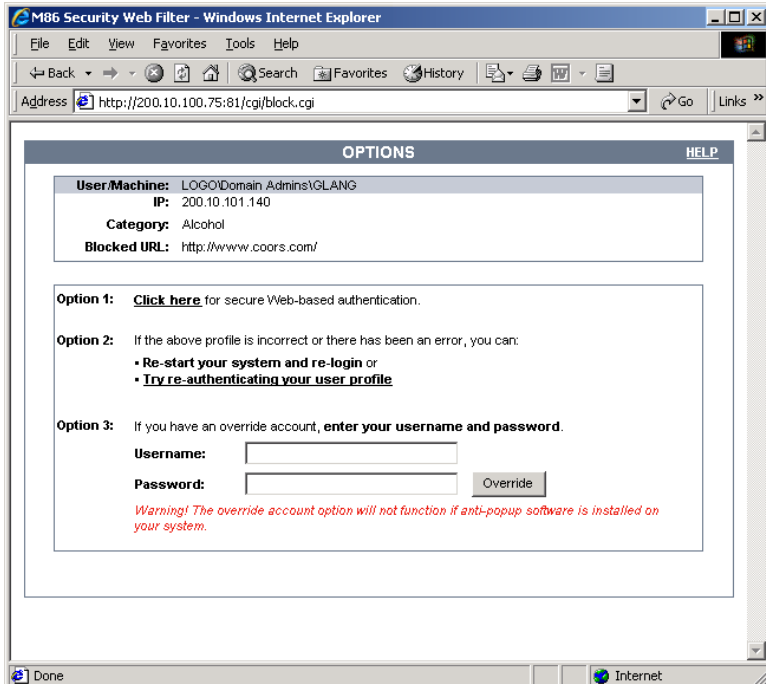 M86 Security Web Filter - Windows Internet Explorer
File Edit View Favorites Tools Help
Back Search Favorites History
Address http://200.10.100.75:81/cgi/block.cgi Go Links »
OPTIONS HELP
User/Machine: LOGO\Domain Admins\GLANG
IP: 200.10.101.140
Category: Alcohol
Blocked URL: http://www.coors.com/
Option 1: Click here for secure Web-based authentication.
Option 2: If the above profile is incorrect or there has been an error, you can:
▪ Re-start your system and re-login or
▪ Try re-authenticating your user profile
Option 3: If you have an override account, enter your username and password.
Username:
Password: Override
Warning! The override account option will not function if anti-popup software is installed on
your system.
Done Internet